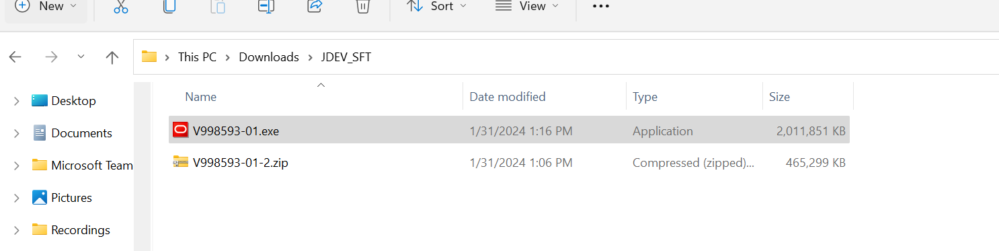 New Sort View
This PC Downloads JDEV_SFT
Name Date modified Type Size
Desktop
V998593-01.exe 1/31/2024 1:16 PM Application 2,011,851 KB
Documents
V998593-01-2.zip 1/31/2024 1:06 PM Compressed (zipped)... 465,299 KB
Microsoft Team
Pictures
Recordings